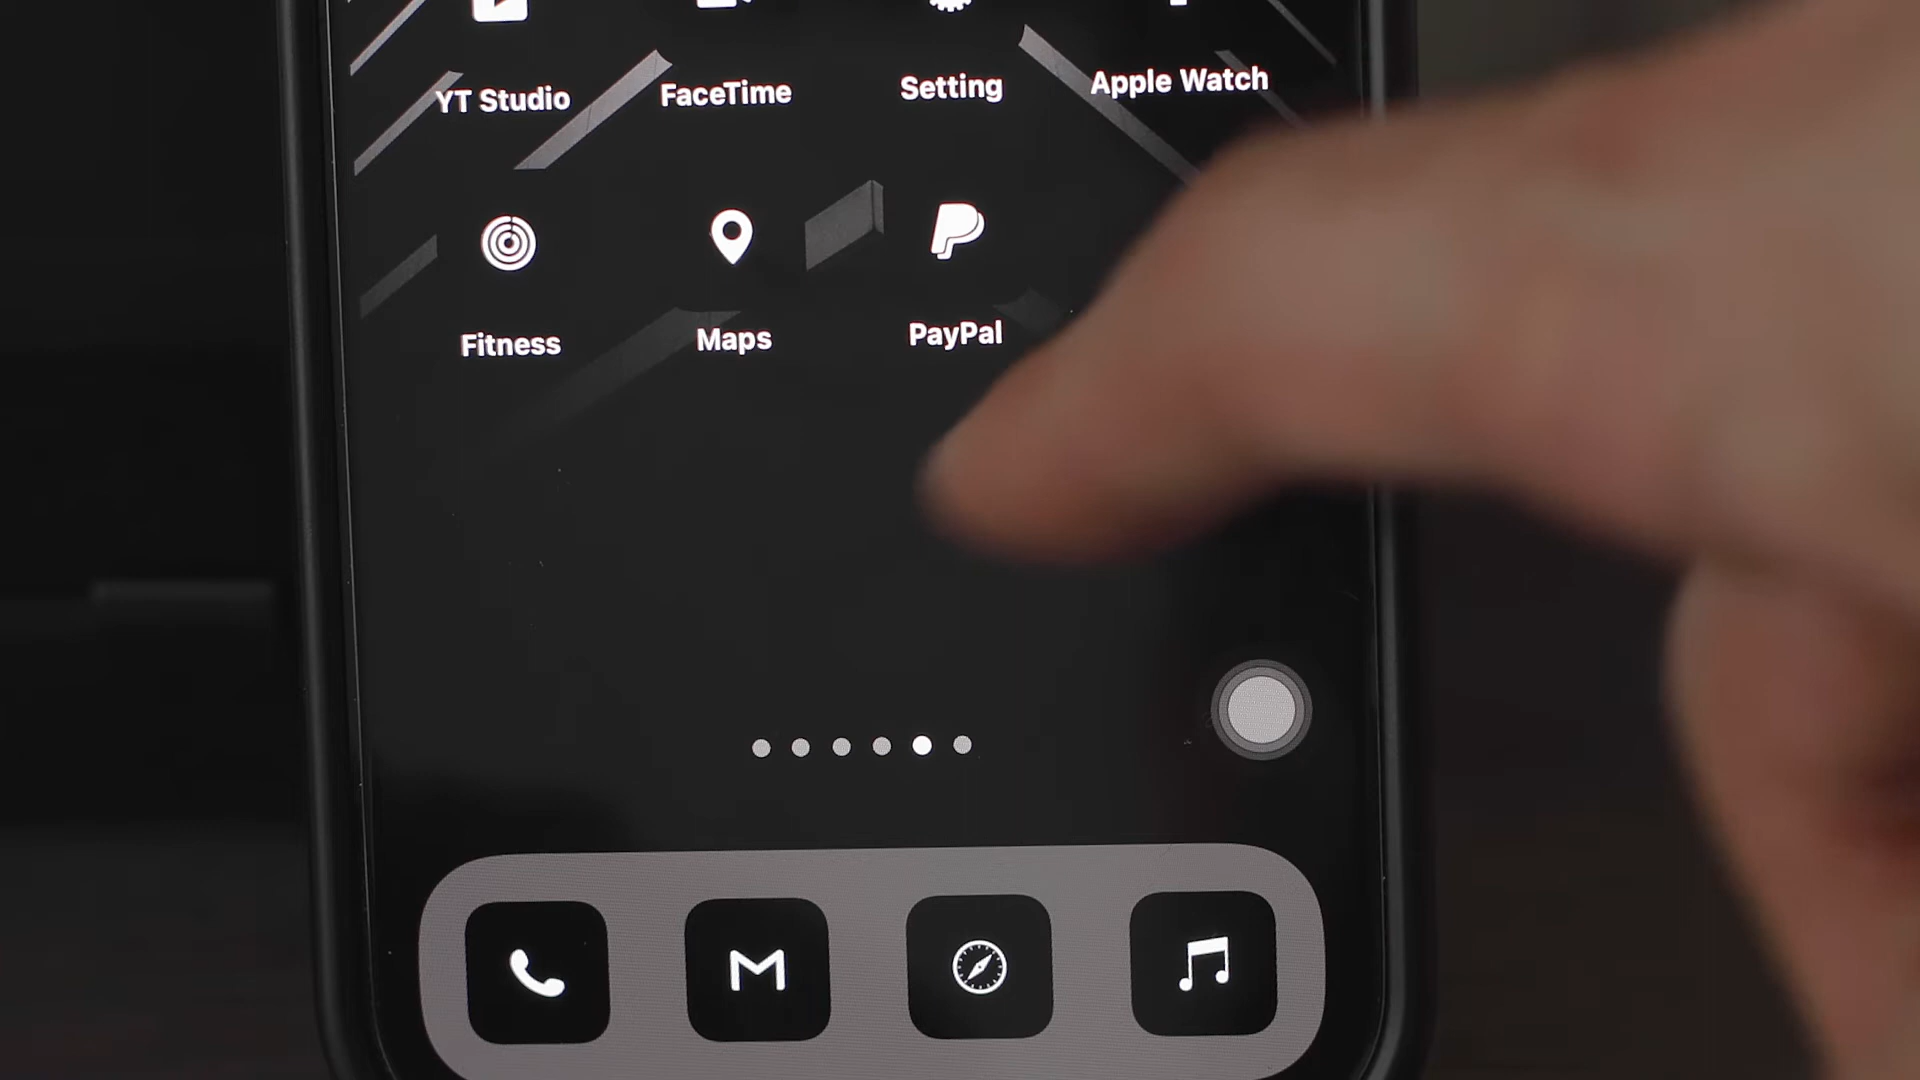 YT Studio
FaceTime
Setting
Apple Watch
Fitness
Maps
PayPal